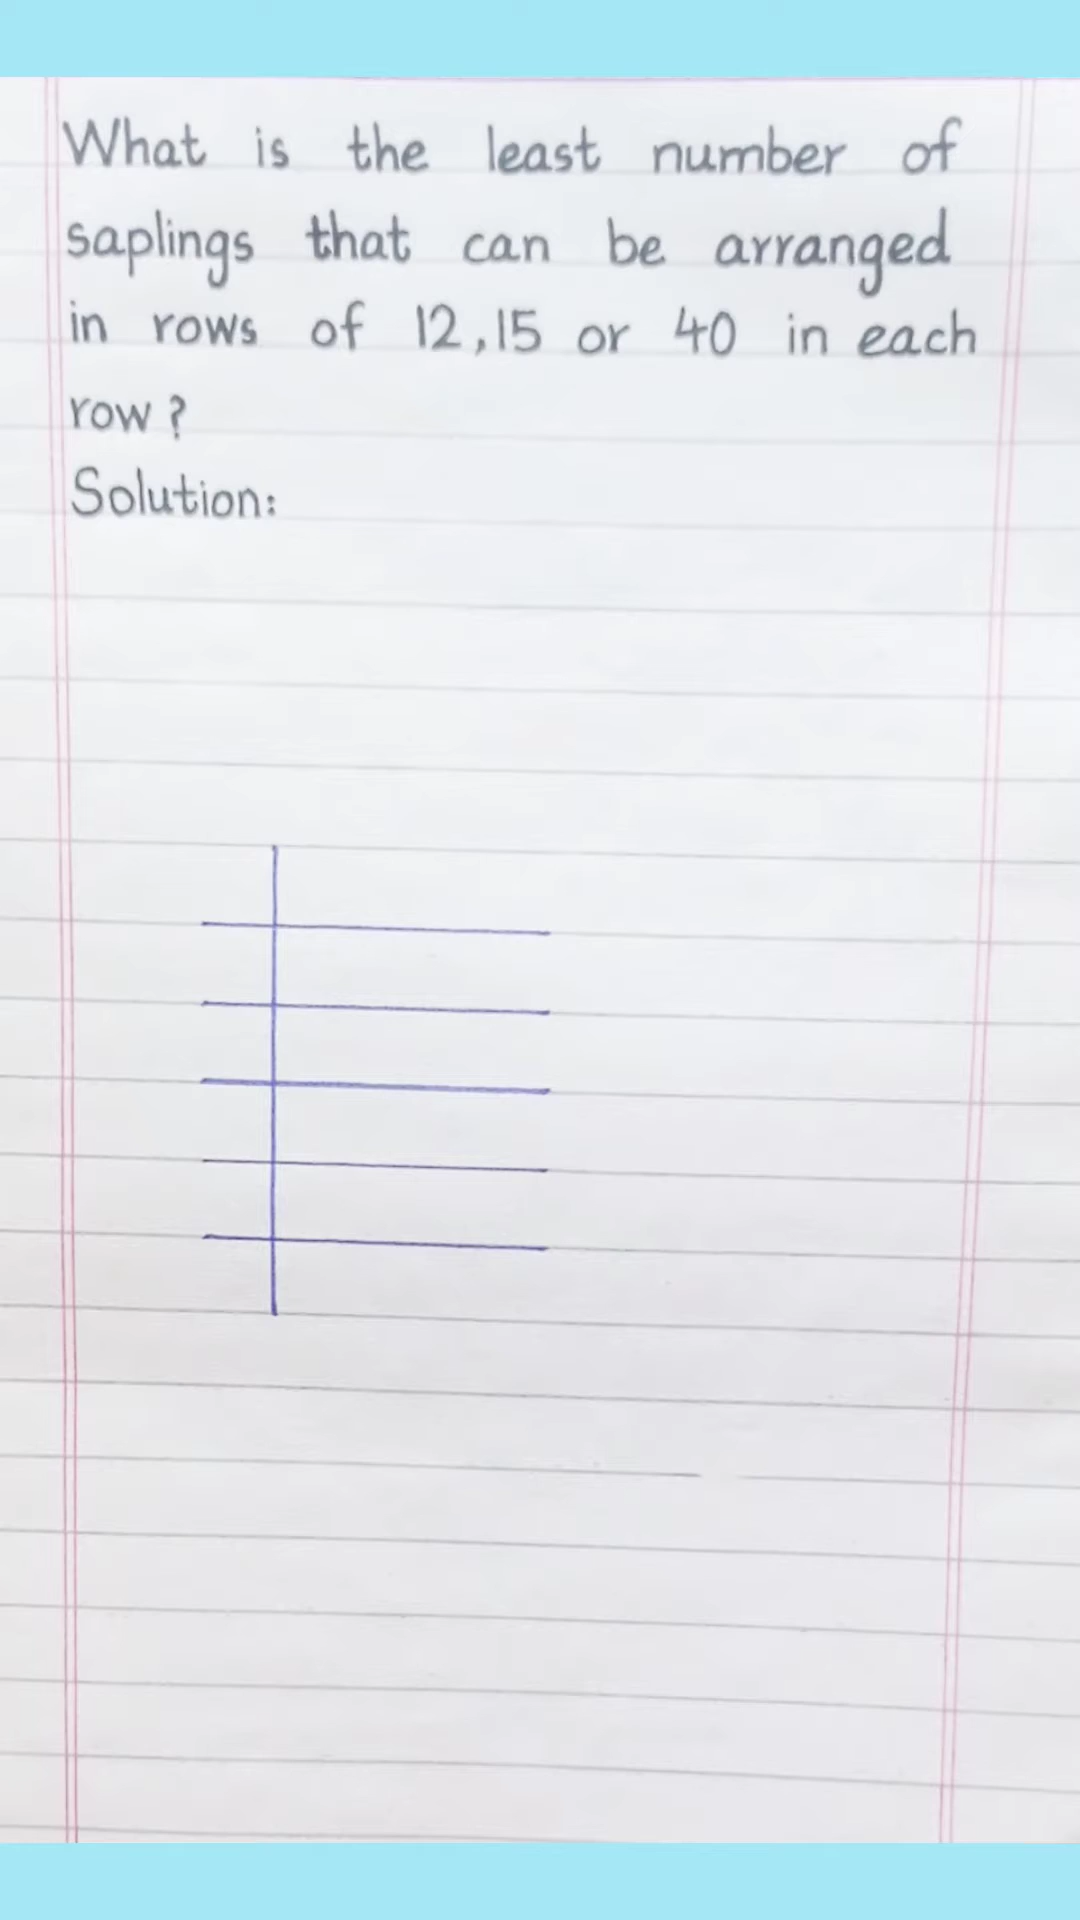 What is the least number of
saplings that can be arranged
in rows of 12,15 or 40 in each
row?
Solution: